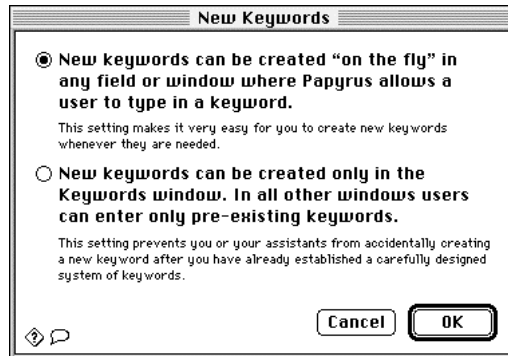 New Keywords
New keywords can be created “on the fly” in
any field or window where Papyrus allows a
user to type in a keyword.
This setting makes it very easy for you to create new keywords
whenever they are needed.
New keywords can be created only in the
Keywords window. In all other windows users
can enter only pre-existing keywords.
This setting prevents you or your assistants from accidentally creating
a new keyword after you have already established a carefully designed
system of keywords.
Cancel
OK
?